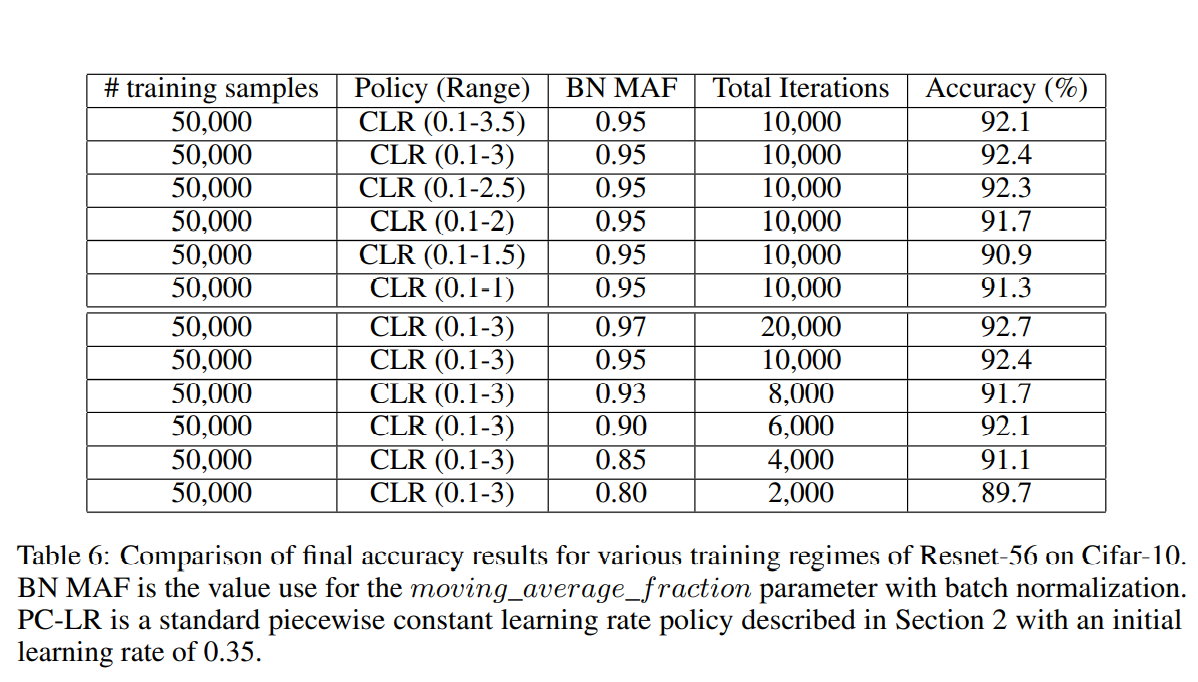 # training samples Policy (Range) BN MAF Total Iterations Accuracy (%)
50,000 CLR (0.1-3.5) 0.95 10,000 92.1
50,000 CLR (0.1-3) 0.95 10,000 92.4
50,000 CLR (0.1-2.5) 0.95 10,000 92.3
50,000 CLR (0.1-2) 0.95 10,000 91.7
50,000 CLR (0.1-1.5) 0.95 10,000 90.9
50,000 CLR (0.1-1) 0.95 10,000 91.3
50,000 CLR (0.1-3) 0.97 20,000 92.7
50,000 CLR (0.1-3) 0.95 10,000 92.4
50,000 CLR (0.1-3) 0.93 8,000 91.7
50,000 CLR (0.1-3) 0.90 6,000 92.1
50,000 CLR (0.1-3) 0.85 4,000 91.1
50,000 CLR (0.1-3) 0.80 2,000 89.7
Table 6: Comparison of final accuracy results for various training regimes of Resnet-56 on Cifar-10.
BN MAF is the value use for the moving_average_fraction parameter with batch normalization.
PC-LR is a standard piecewise constant learning rate policy described in Section 2 with an initial
learning rate of 0.35.